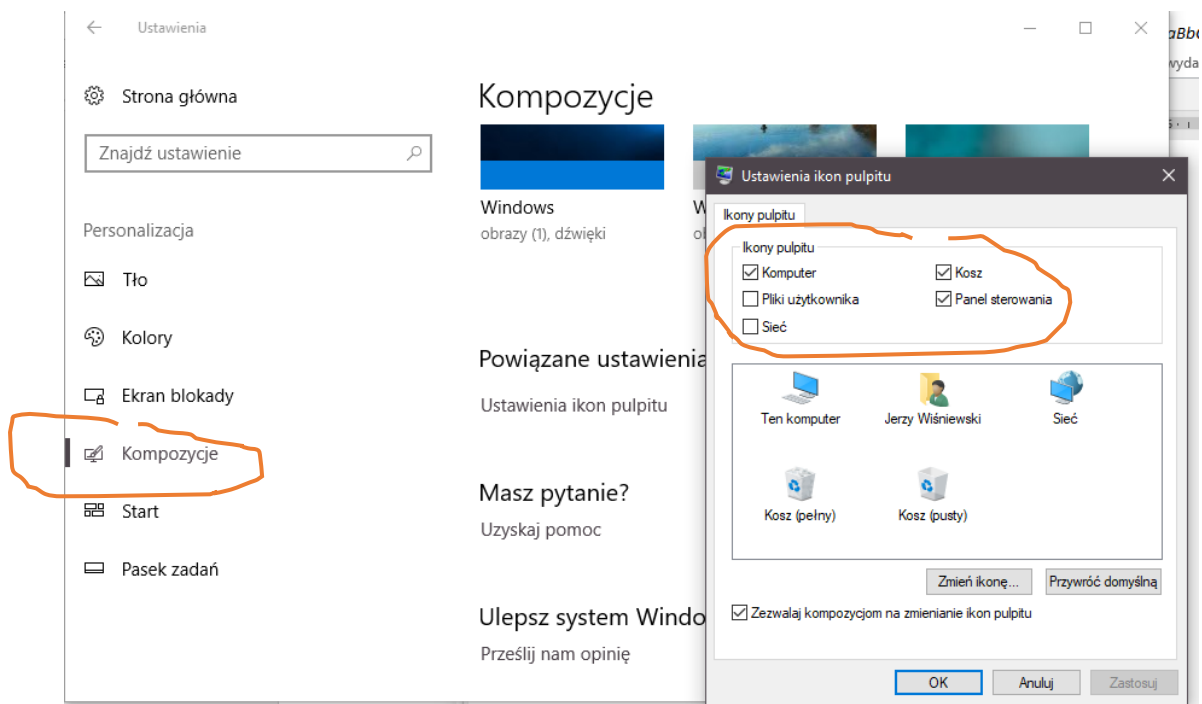 Ustawienia
Strona główna
Znajdź ustawienie
Personalizacja
Tło
Kolory
Ekran blokady
Kompozycje
Start
Pasek zadań
Kompozycje
Windows
obrazy (1), dźwięki
Powiązane ustawienia
Ustawienia ikon pulpitu
Masz pytanie?
Uzyskaj pomoc
Ulepsz system Windo
Prześlij nam opinię
Ustawienia ikon pulpitu
Ikony pulpitu
Ikony pulpitu
Komputer
Kosz
Pliki użytkownika
Panel sterowania
Sieć
Ten komputer
Jerzy Wiśniewski
Sieć
Kosz (pełny)
Kosz (pusty)
Zmień ikonę...
Przywróć domyślną
Zezwalaj kompozycjom na zmienianie ikon pulpitu
OK
Anuluj
Zastosuj